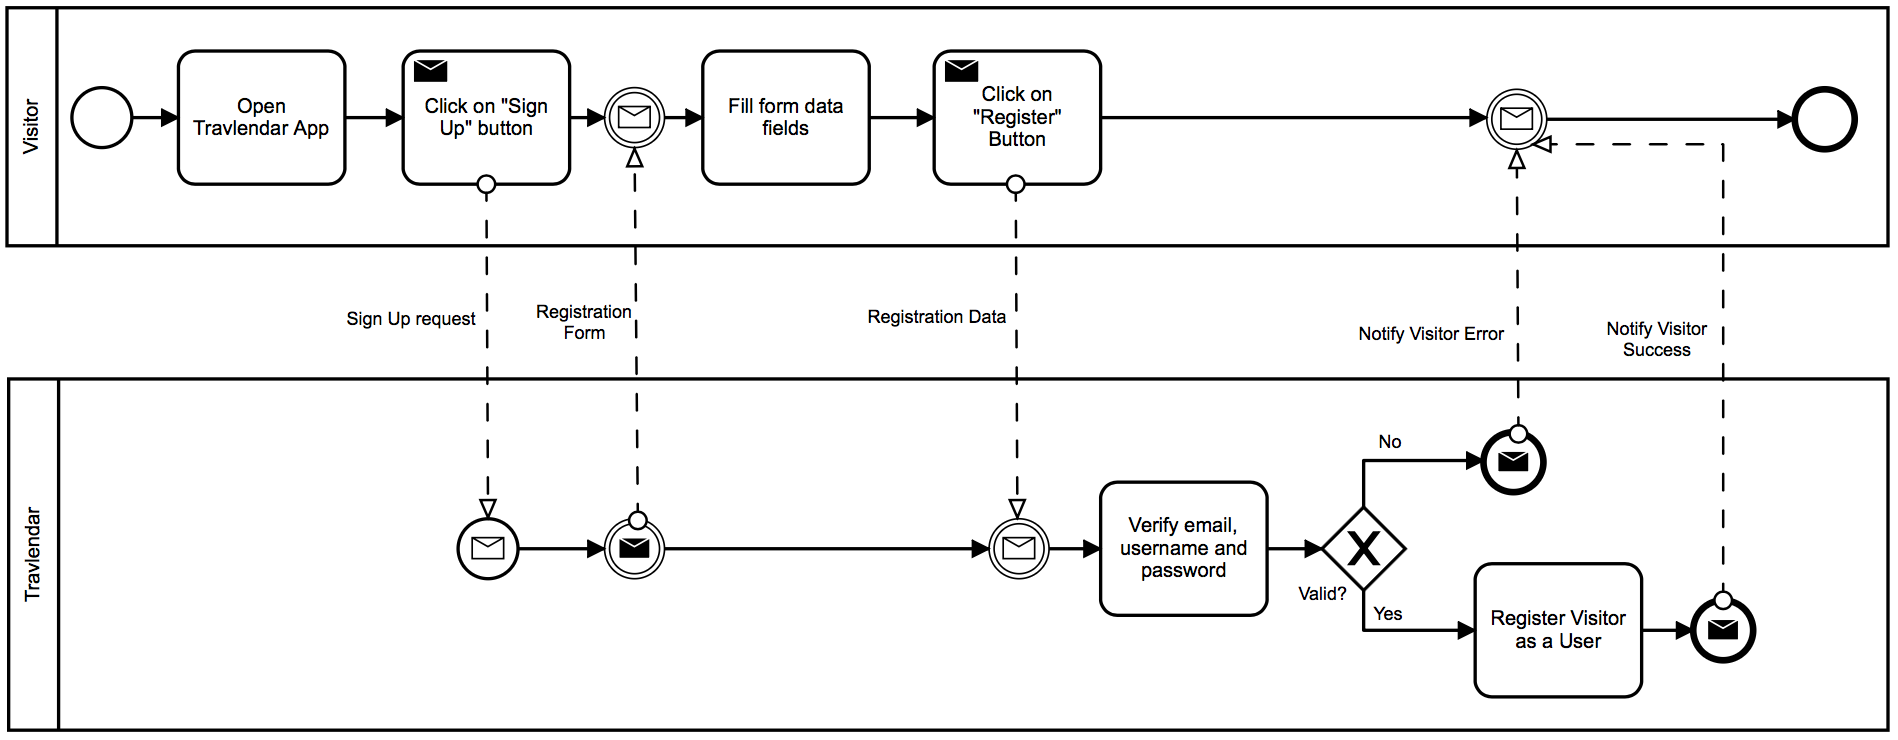 Visitor
Open
Travlendar App
Click on "Sign
Up" button
Fill form data
fields
Click on
"Register"
Button
Sign Up request
Registration
Form
Registration Data
Notify Visitor Error
Notify Visitor
Success
Travlendar
Verify email,
username and
password
Valid?
No
Yes
Register Visitor
as a User